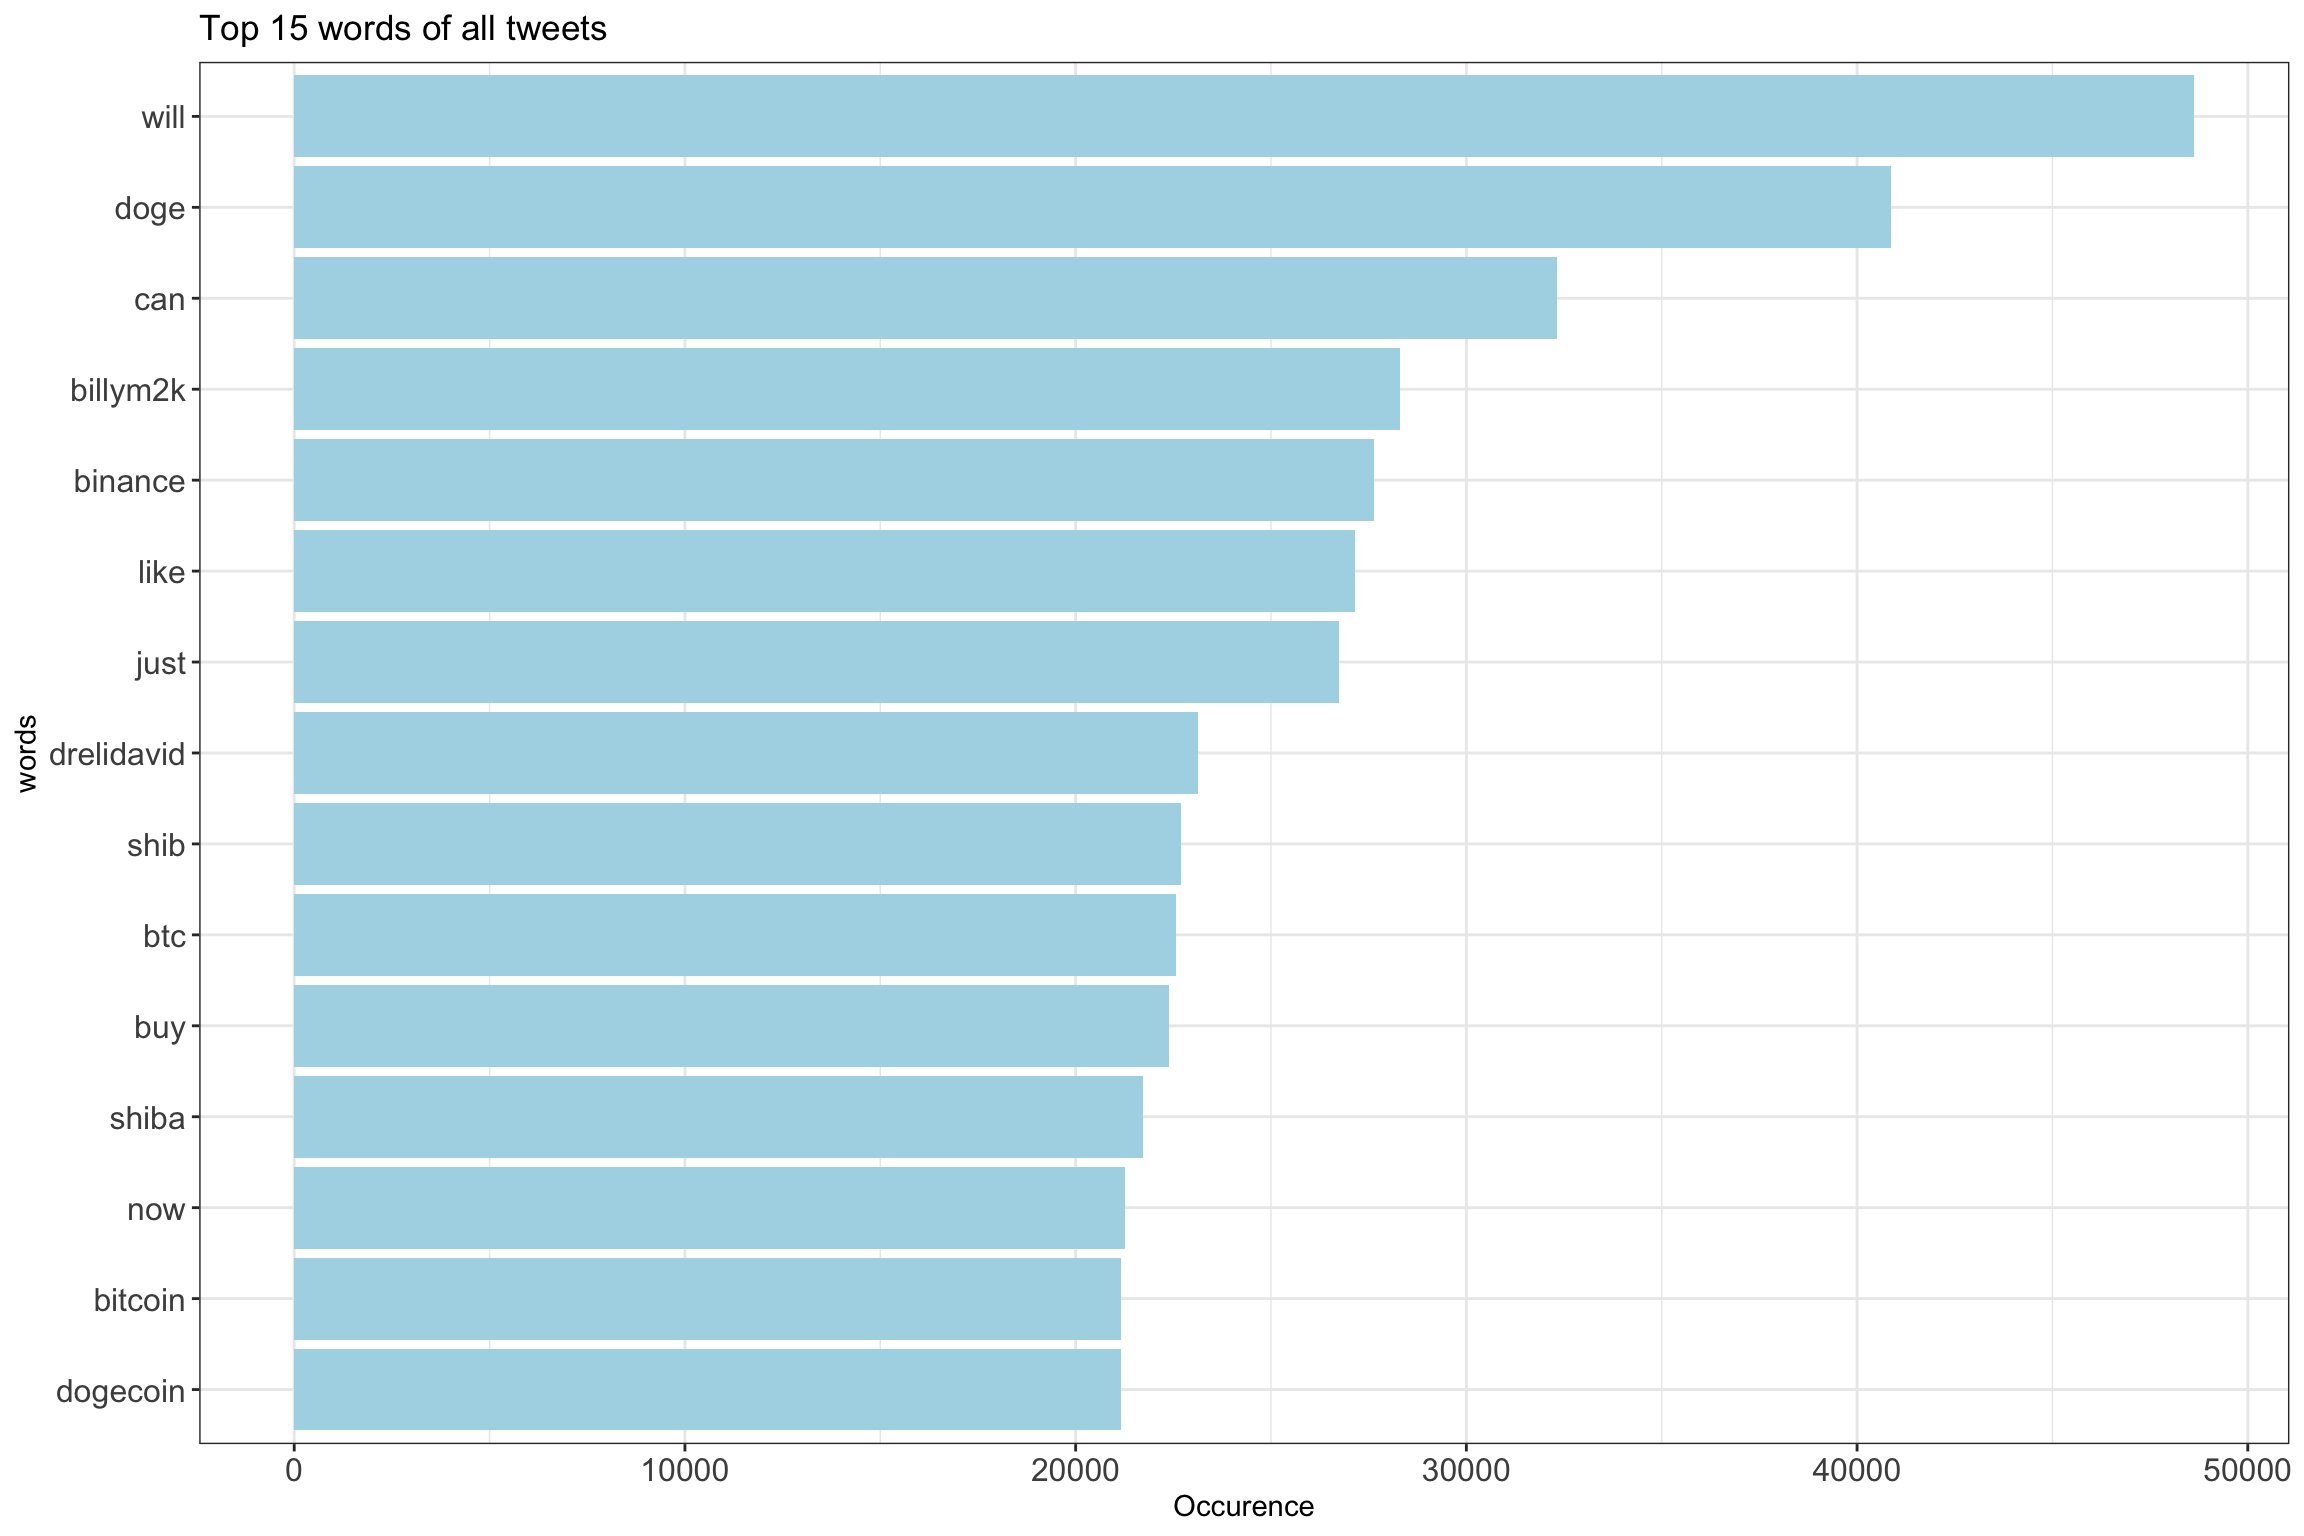 Top 15 words of all tweets
will
doge
can
billym2k
binance
like
just
drelidavid
shib
btc
buy
shiba
now
bitcoin
dogecoin
words
0 10000 20000 30000 40000 50000
Occurence